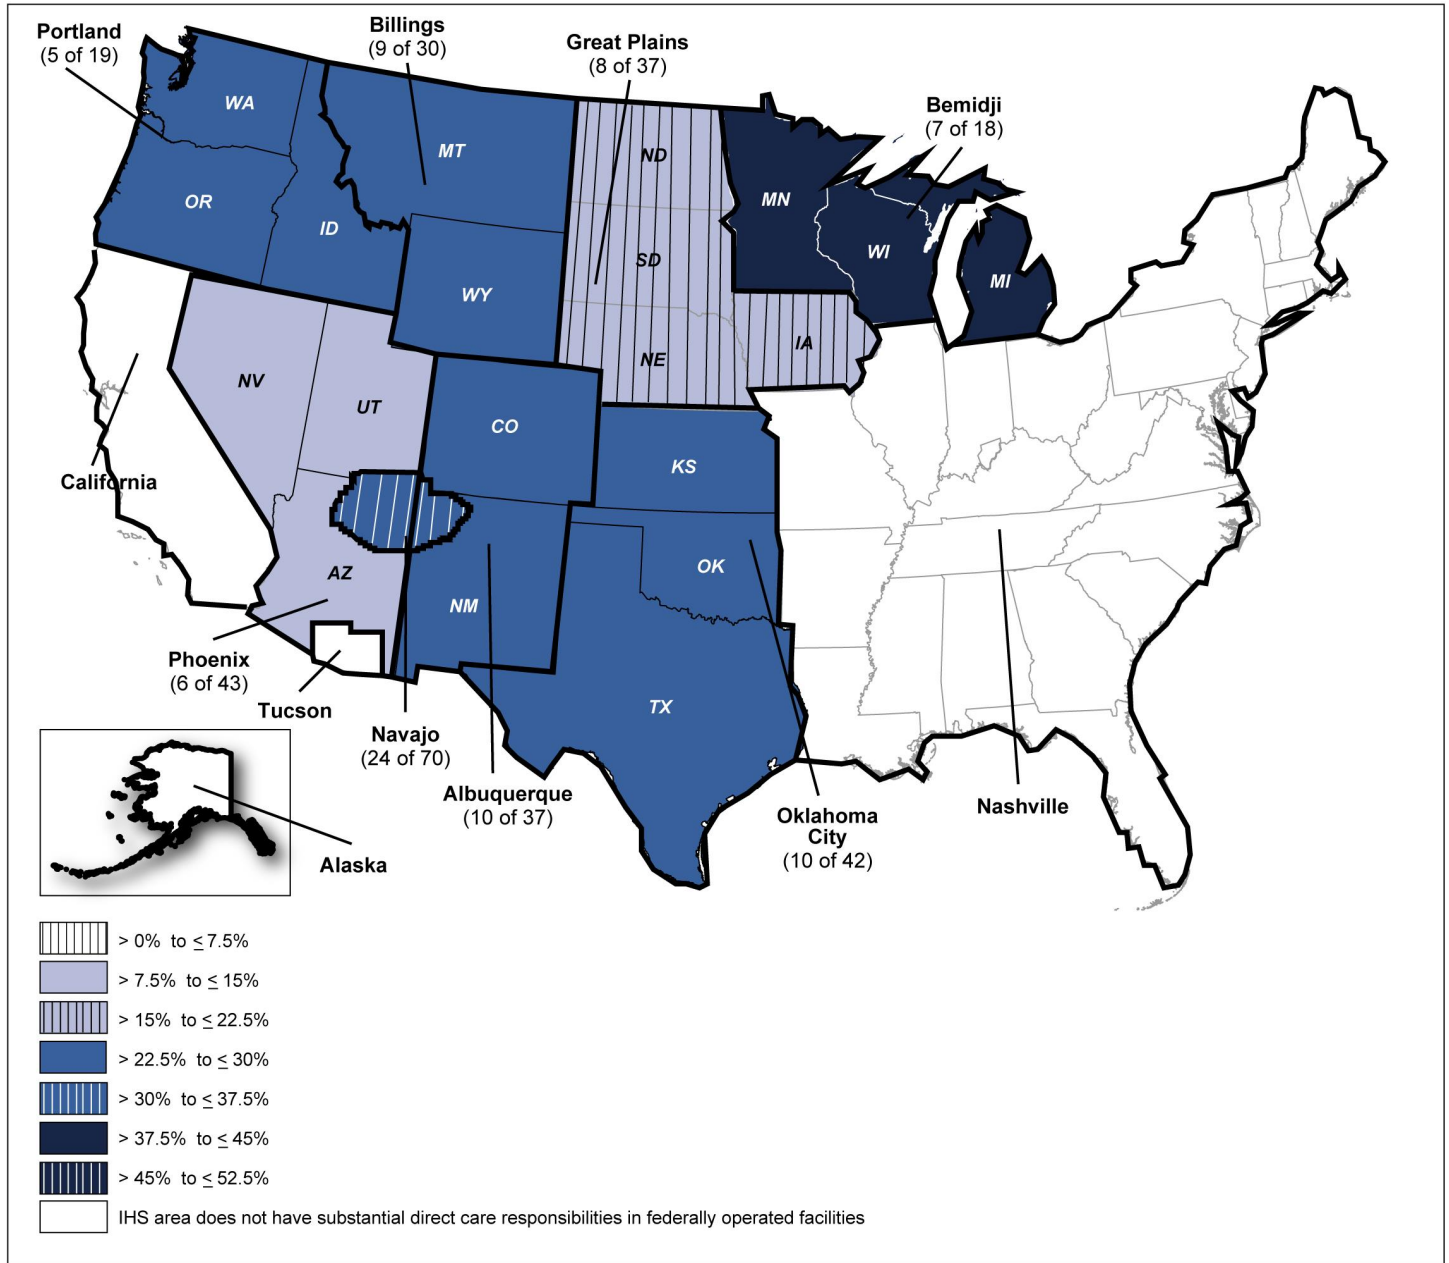 Portland
(5 of 19)
Billings
(9 of 30)
Great Plains
(8 of 37)
Bemidji
(7 of 18)
WA
MT
ND
MN
OR
ID
SD
WI
MI
WY
NE
IA
NV
UT
CO
KS
California
AZ
NM
OK
TX
Phoenix
(6 of 43)
Tucson
Navajo
(24 of 70)
Albuquerque
(10 of 37)
Oklahoma
City
(10 of 42)
Nashville
Alaska
> 0% to ≤ 7.5%
> 7.5% to ≤ 15%
> 15% to ≤ 22.5%
> 22.5% to ≤ 30%
> 30% to ≤ 37.5%
> 37.5% to ≤ 45%
> 45% to ≤ 52.5%
IHS area does not have substantial direct care responsibilities in federally operated facilities